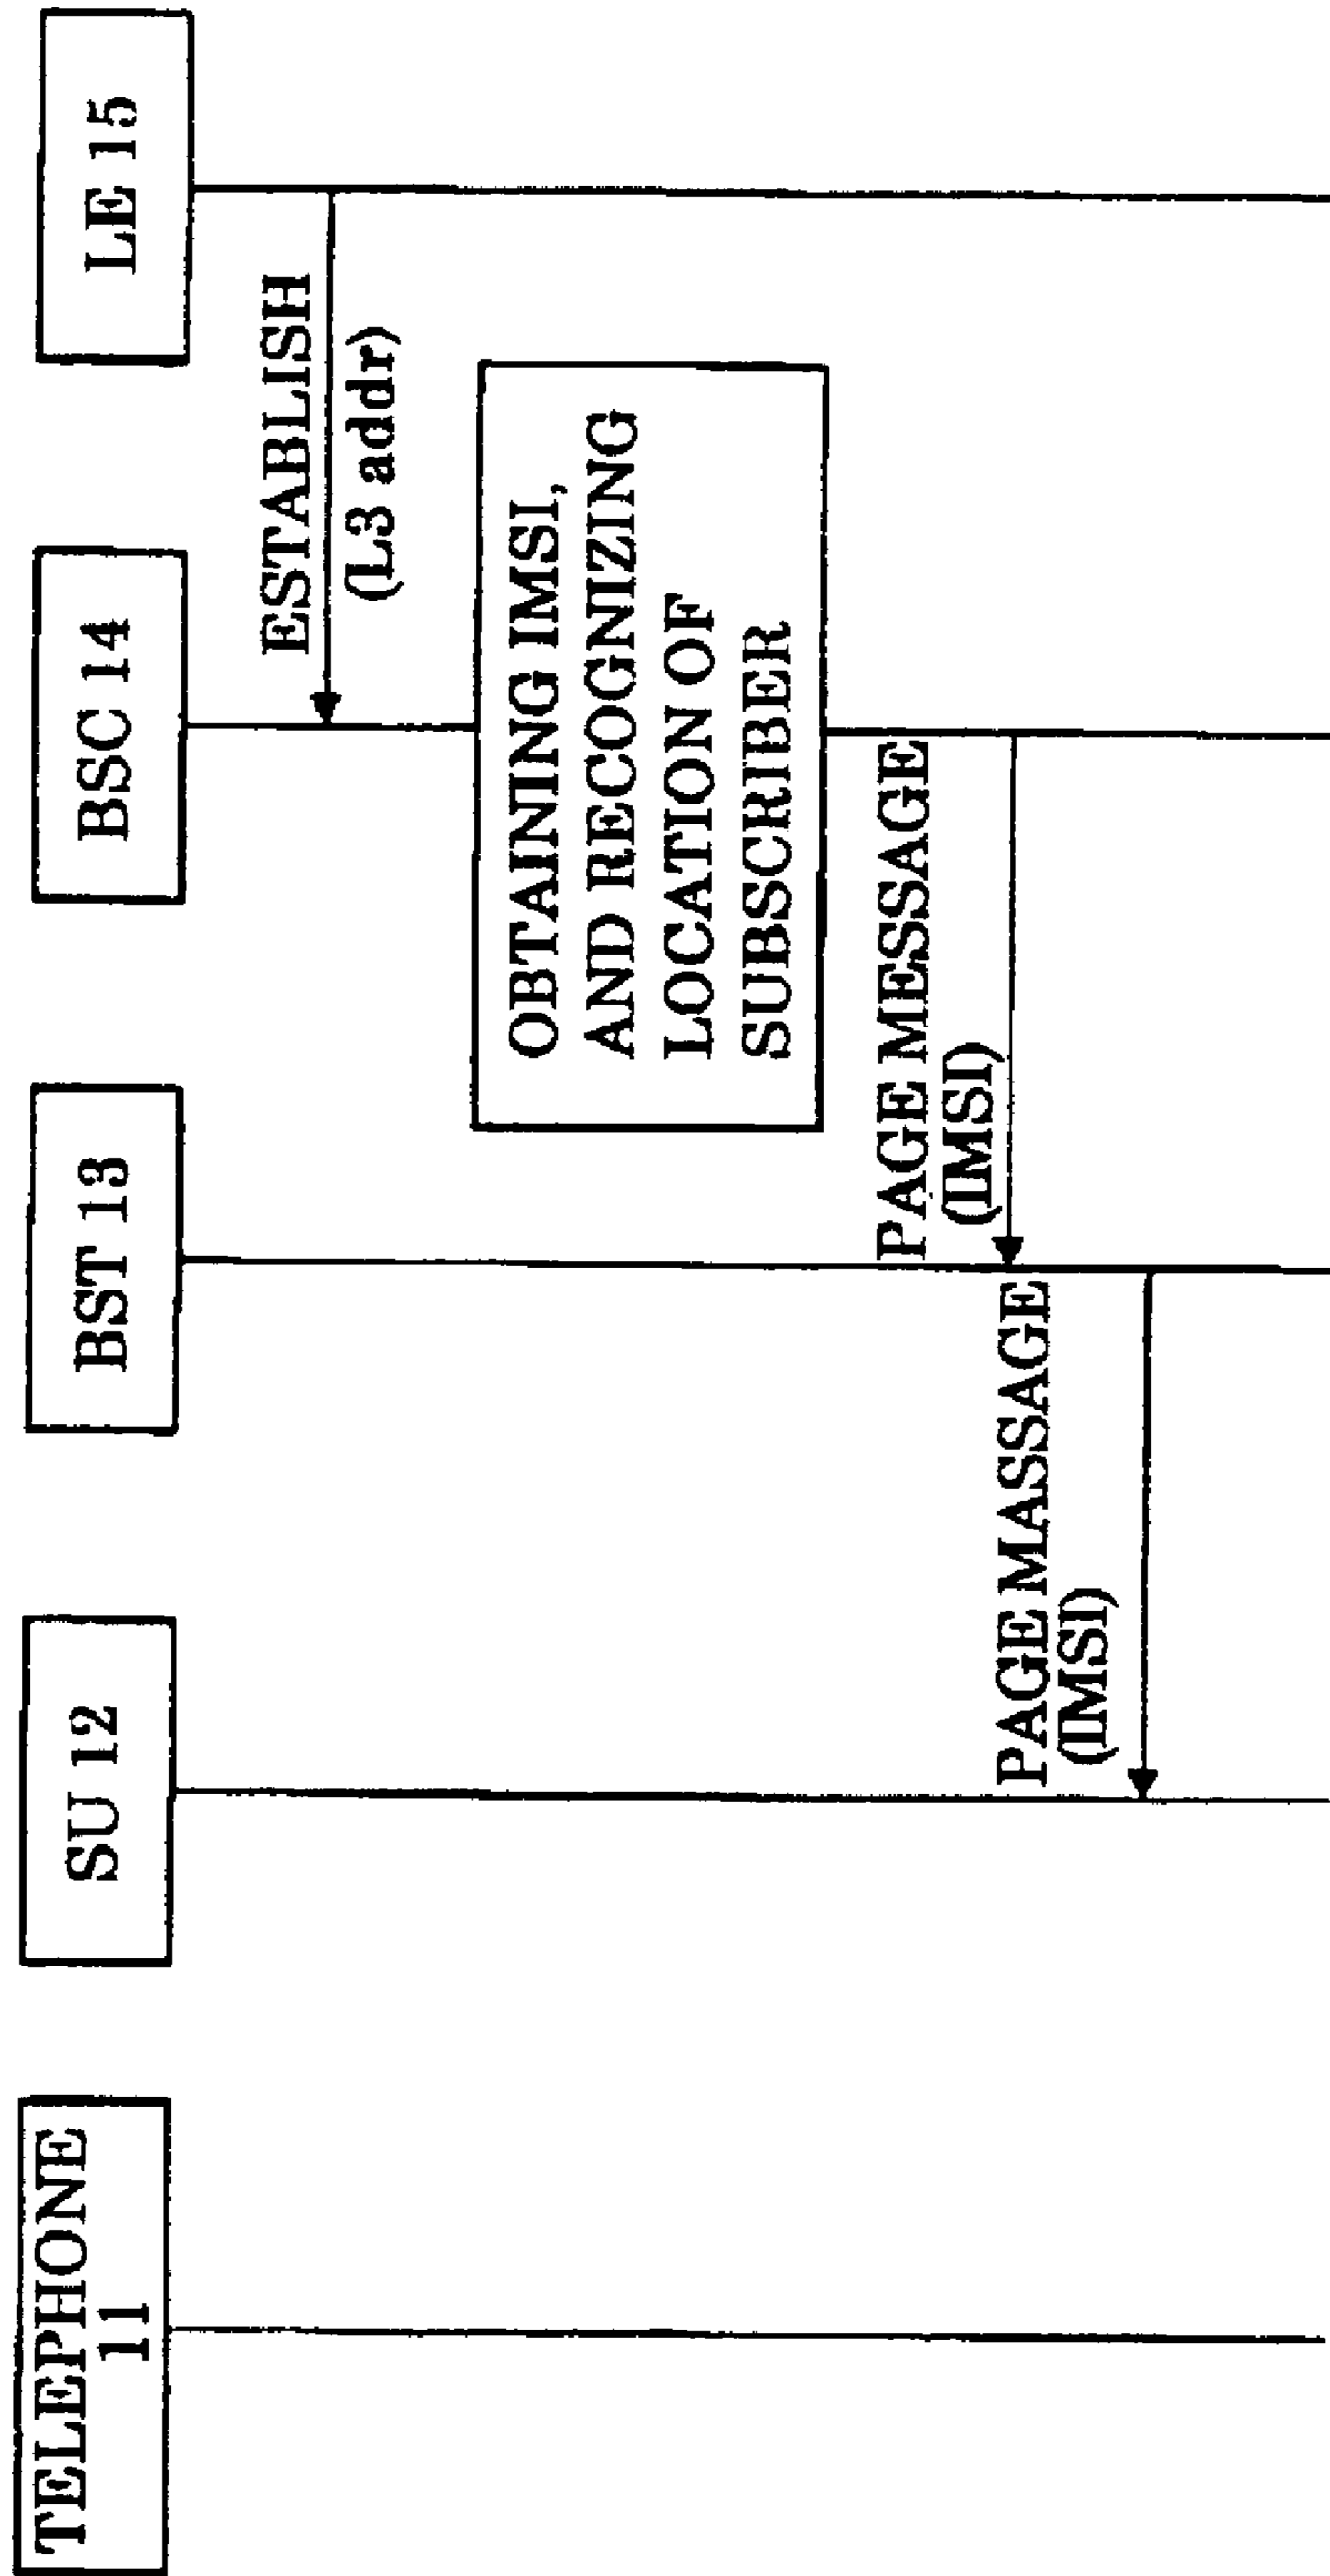 TELEPHONE
11
SU 12
BST 13
BSC 14
LE 15
ESTABLISH
(L3 addr)
OBTAINING IMSI,
AND RECOGNIZING
LOCATION OF
SUBSCRIBER
PAGE MESSAGE
(IMSI)
PAGE MASSAGE
(IMSI)